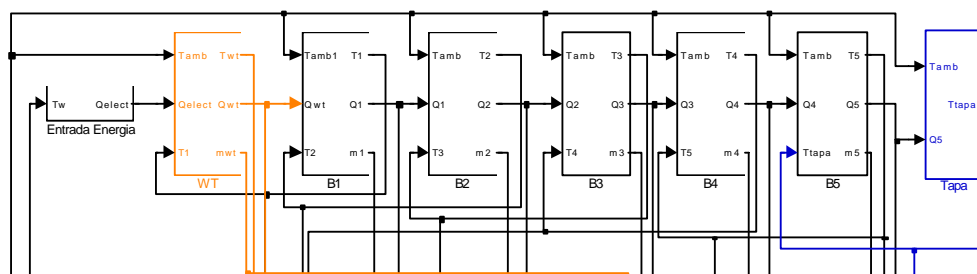 Tamb Twt Tamb1 T1 Tamb T2 Tamb T3 Tamb T4 Tamb T5
Tamb
Tw Qelect Qelect Qwt Qwt Q1 Q1 Q2 Q2 Q3 Q3 Q4 Q4 Q5
Ttapa
Entrada Energia
Q5
T1 mwt T2 m1 T3 m2 T4 m3 T5 m4 Ttapa m5
WT B1 B2 B3 B4 B5 Tapa